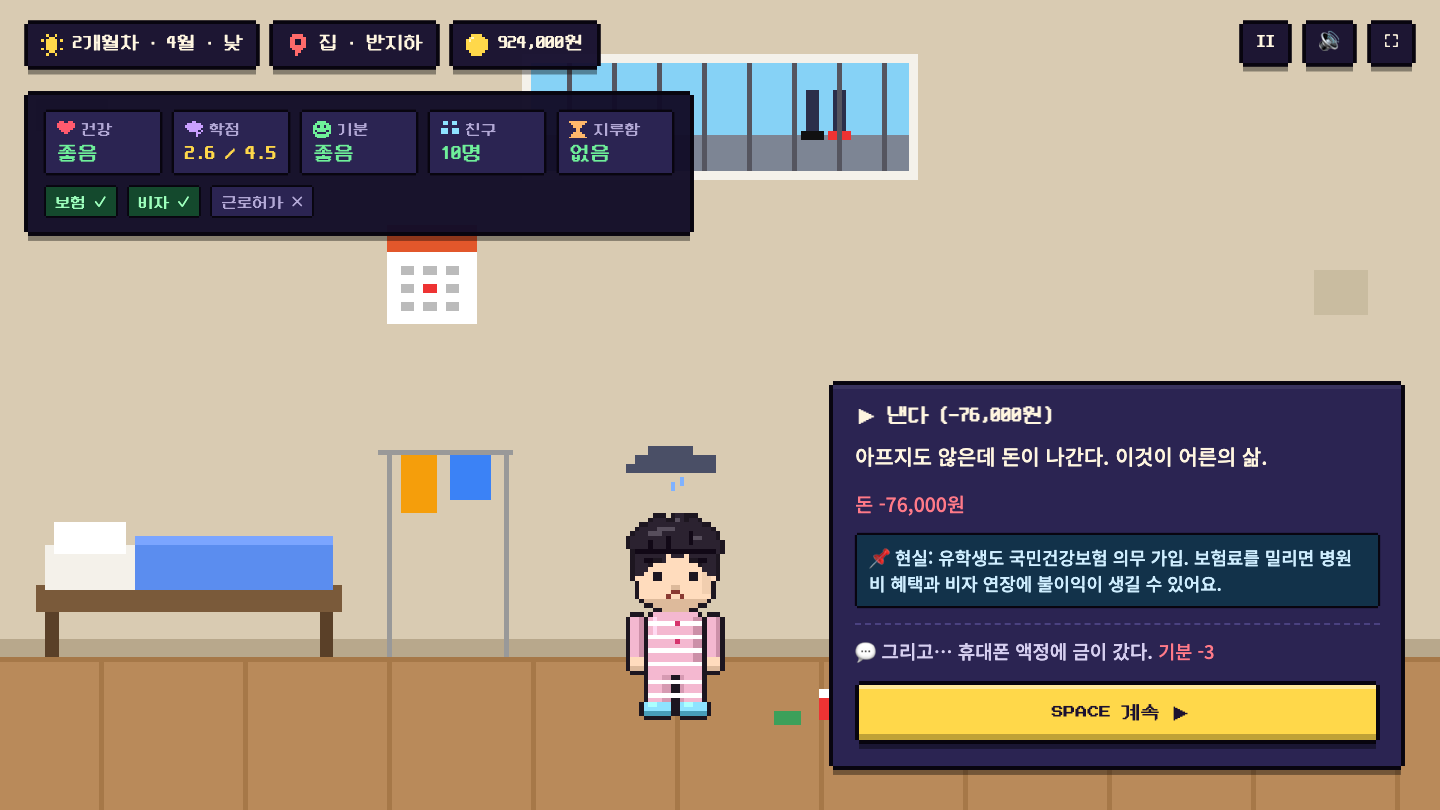 2개월차 · 4월 · 낮
집 · 반지하
924,000원
II
건강
좋음
학점
2.6 / 4.5
기분
좋음
친구
10명
지루함
없음
보험 ✓
비자 ✓
근로허가 ✕
▶ 낸다 (-76,000원)
아프지도 않은데 돈이 나간다. 이것이 어른의 삶.
돈 -76,000원
📌 현실: 유학생도 국민건강보험 의무 가입. 보험료를 밀리면 병원
비 혜택과 비자 연장에 불이익이 생길 수 있어요.
💬 그리고… 휴대폰 액정에 금이 갔다. 기분 -3
SPACE 계속 ▶